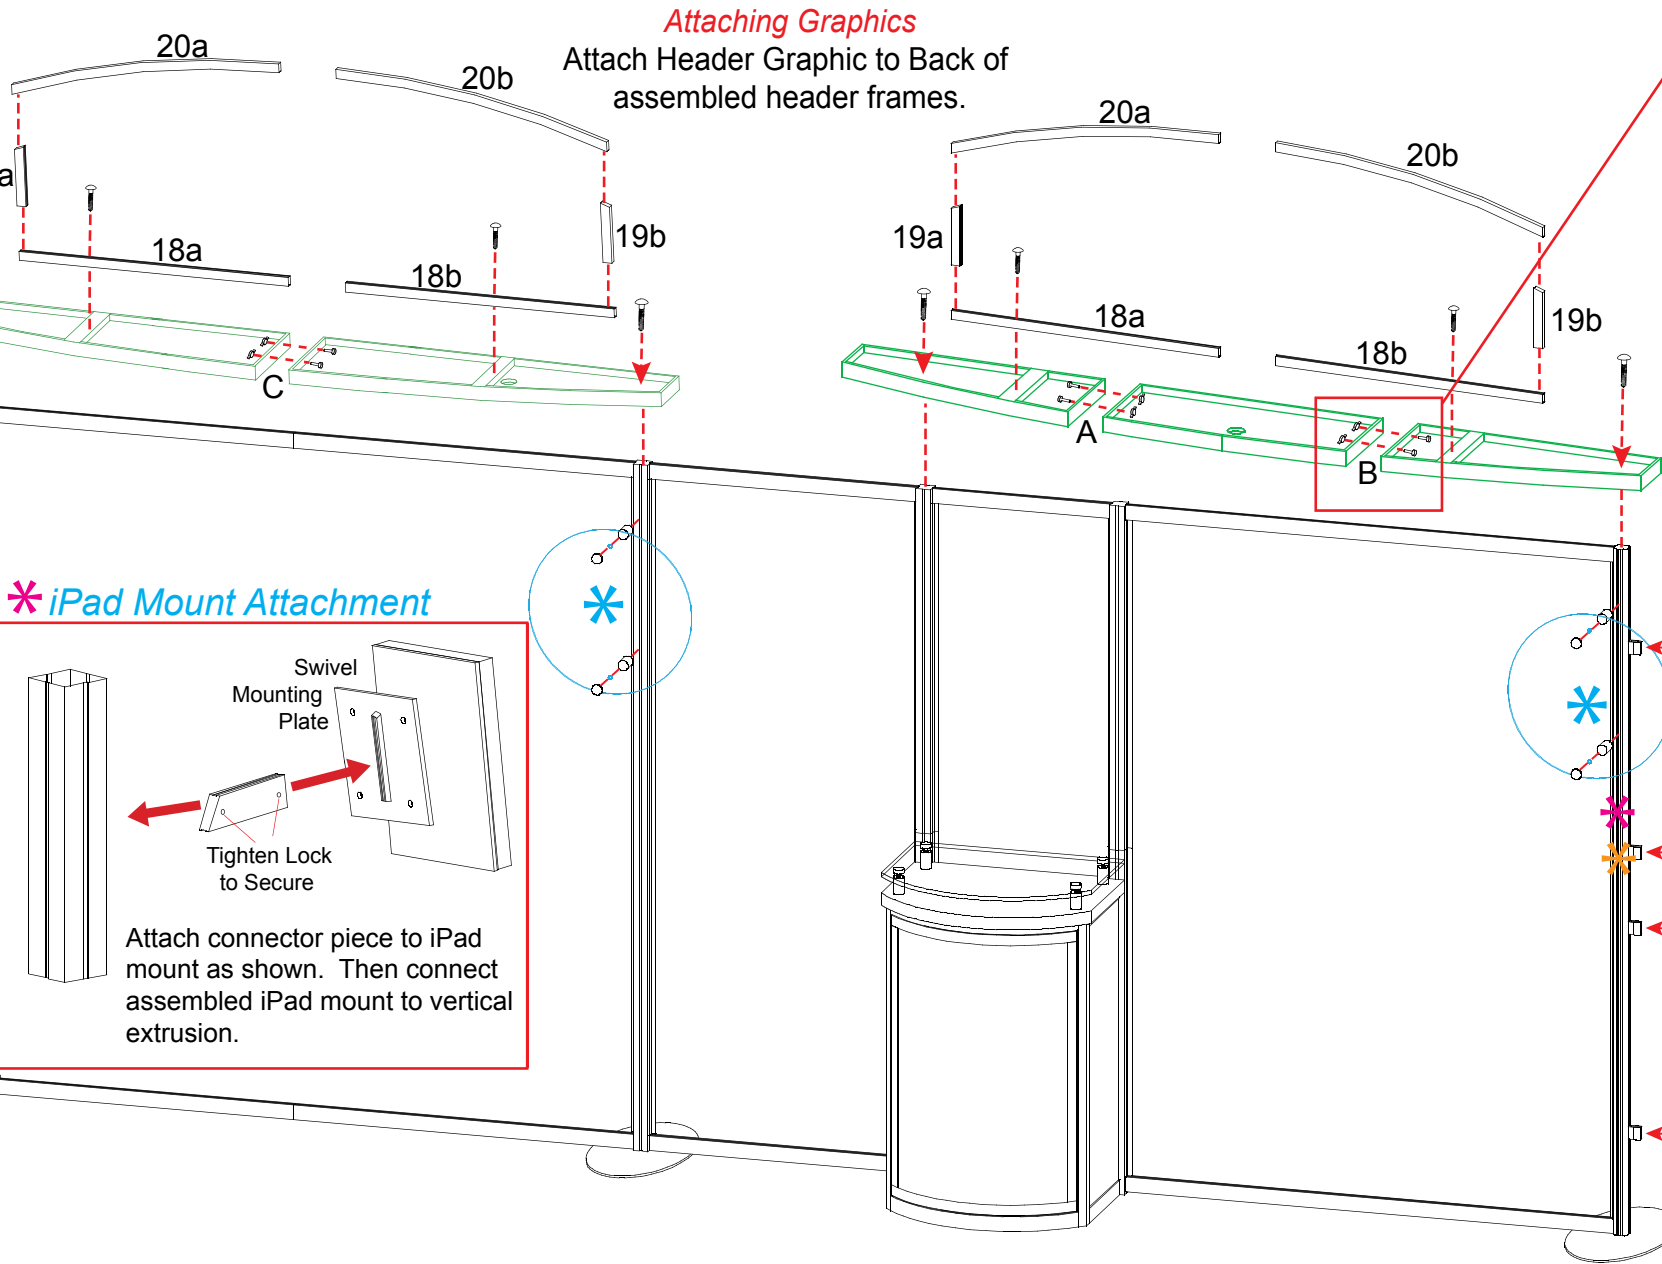 Attaching Graphics
Attach Header Graphic to Back of
assembled header frames.
20a
20b
a
19b
18a
18b
C
20a
20b
19a
19b
18a
18b
A
B
* iPad Mount Attachment
*
*
*
*
Swivel
Mounting
Plate
Tighten Lock
to Secure
Attach connector piece to iPad
mount as shown.  Then connect
assembled iPad mount to vertical
extrusion.